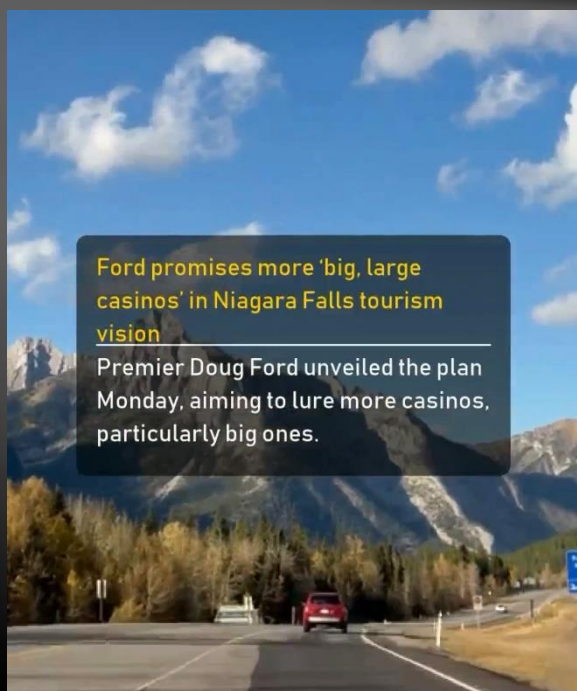 Ford promises more ‘big, large
casinos’ in Niagara Falls tourism
vision
Premier Doug Ford unveiled the plan
Monday, aiming to lure more casinos,
particularly big ones.